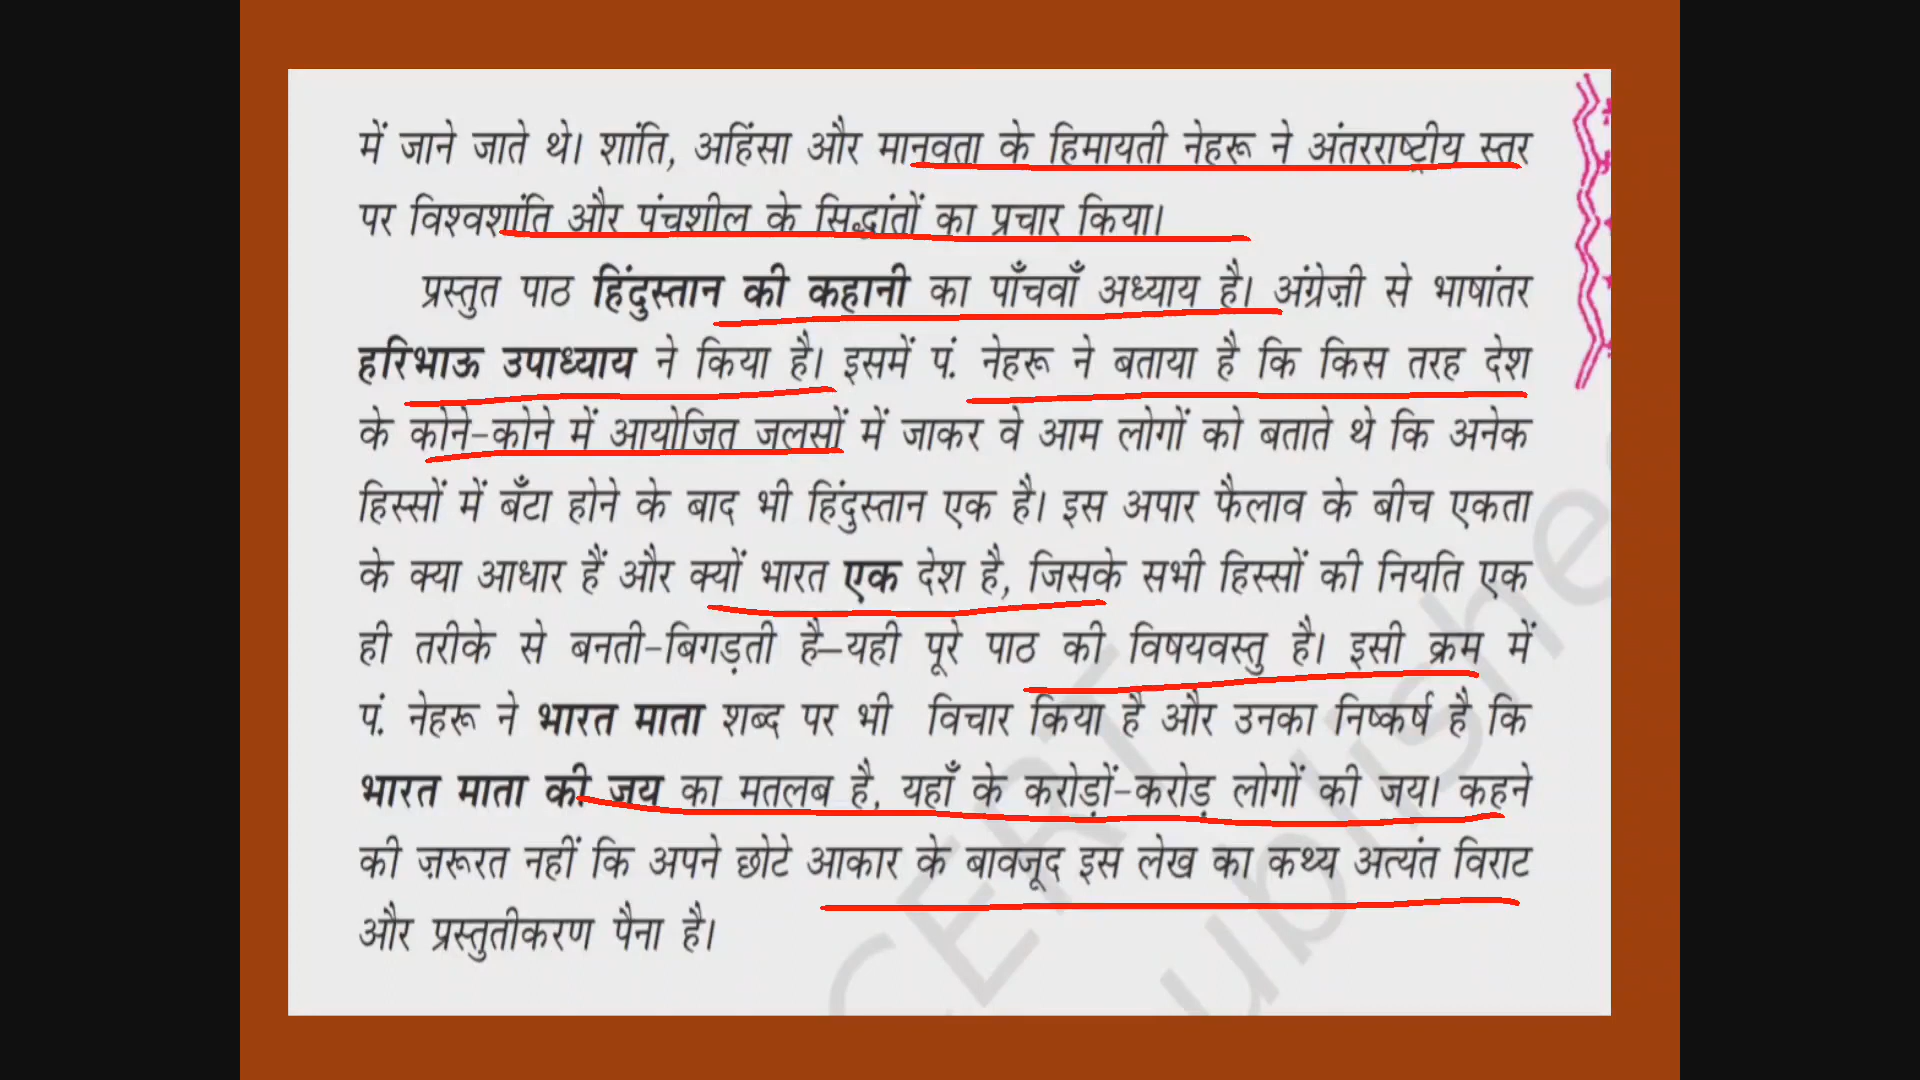 में जाने जाते थे। शांति, अहिंसा और मानवता के हिमायती नेहरू ने अंतरराष्ट्रीय स्तर
पर विश्वशांति और पंचशील के सिद्धांतों का प्रचार किया।
प्रस्तुत पाठ हिंदुस्तान की कहानी का पाँचवाँ अध्याय है। अंग्रेज़ी से भाषांतर
हरिभाऊ उपाध्याय ने किया है। इसमें पं. नेहरू ने बताया है कि किस तरह देश
के कोने-कोने में आयोजित जलसों में जाकर वे आम लोगों को बताते थे कि अनेक
हिस्सों में बँटा होने के बाद भी हिंदुस्तान एक है। इस अपार फैलाव के बीच एकता
के क्या आधार हैं और क्यों भारत एक देश है, जिसके सभी हिस्सों की नियति एक
ही तरीके से बनती-बिगड़ती है–यही पूरे पाठ की विषयवस्तु है। इसी क्रम में
पं. नेहरू ने भारत माता शब्द पर भी विचार किया है और उनका निष्कर्ष है कि
भारत माता की जय का मतलब है, यहाँ के करोड़ों-करोड़ लोगों की जय। कहने
की ज़रूरत नहीं कि अपने छोटे आकार के बावजूद इस लेख का कथ्य अत्यंत विराट
और प्रस्तुतीकरण पैना है।